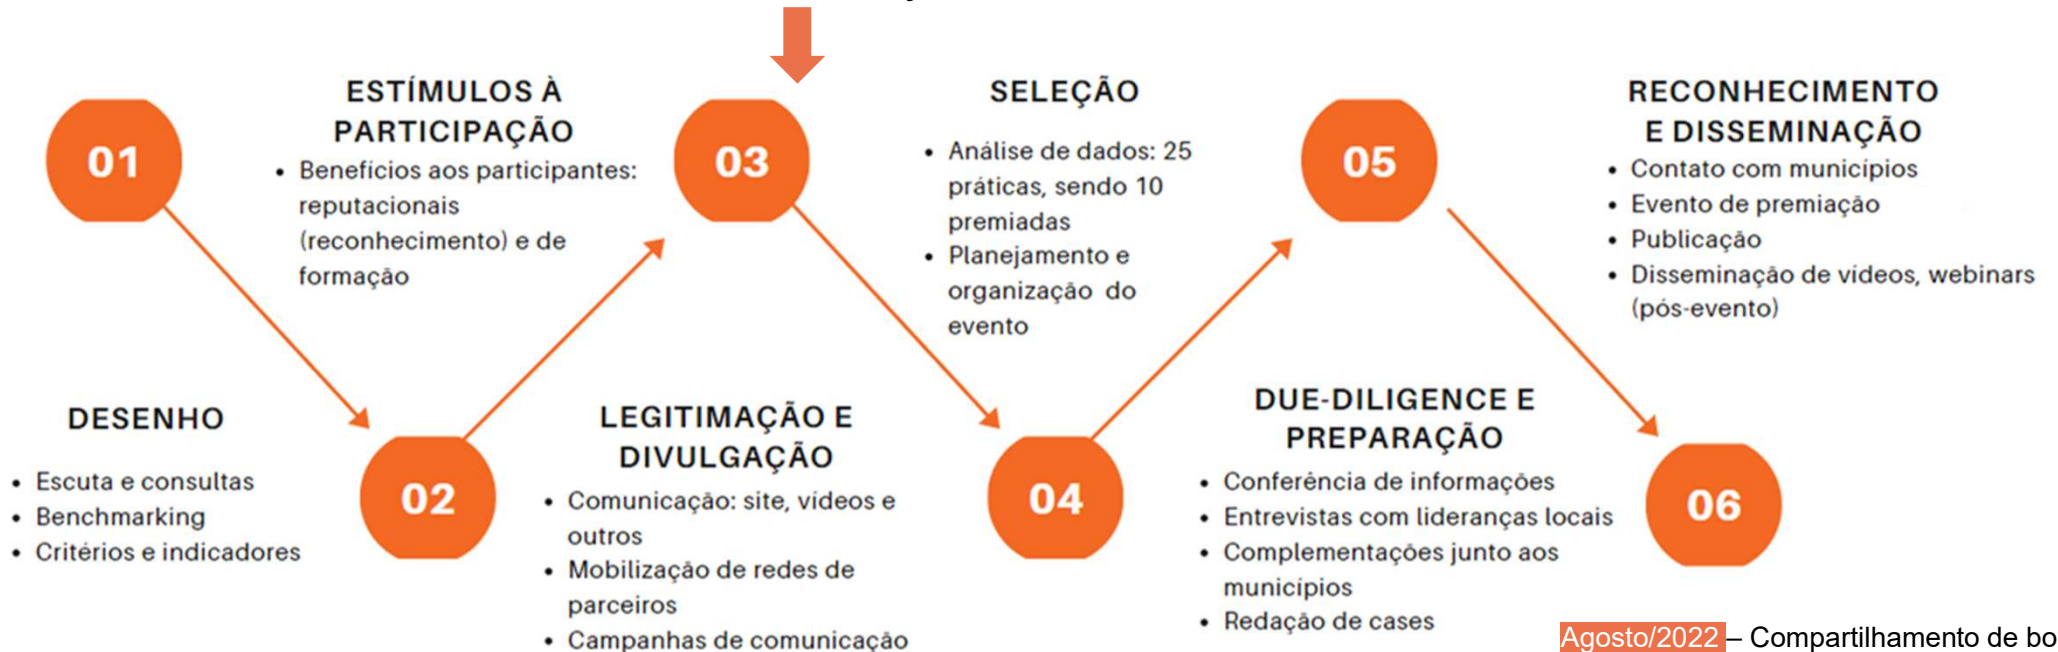 01
DESENHO
• Escuta e consultas
• Benchmarking
• Critérios e indicadores
ESTÍMULOS À
PARTICIPAÇÃO
• Benefícios aos participantes:
reputacionais
(reconhecimento) e de
formação
02
03
LEGITIMAÇÃO E
DIVULGAÇÃO
• Comunicação: site, vídeos e
outros
• Mobilização de redes de
parceiros
• Campanhas de comunicação
SELEÇÃO
• Análise de dados: 25
práticas, sendo 10
premiadas
• Planejamento e
organização do
evento
04
05
DUE-DILIGENCE E
PREPARAÇÃO
• Conferência de informações
• Entrevistas com lideranças locais
• Complementações junto aos
municípios
• Redação de cases
RECONHECIMENTO
E DISSEMINAÇÃO
• Contato com municípios
• Evento de premiação
• Publicação
• Disseminação de vídeos, webinars
(pós-evento)
06
Agosto/2022 – Compartilhamento de bo